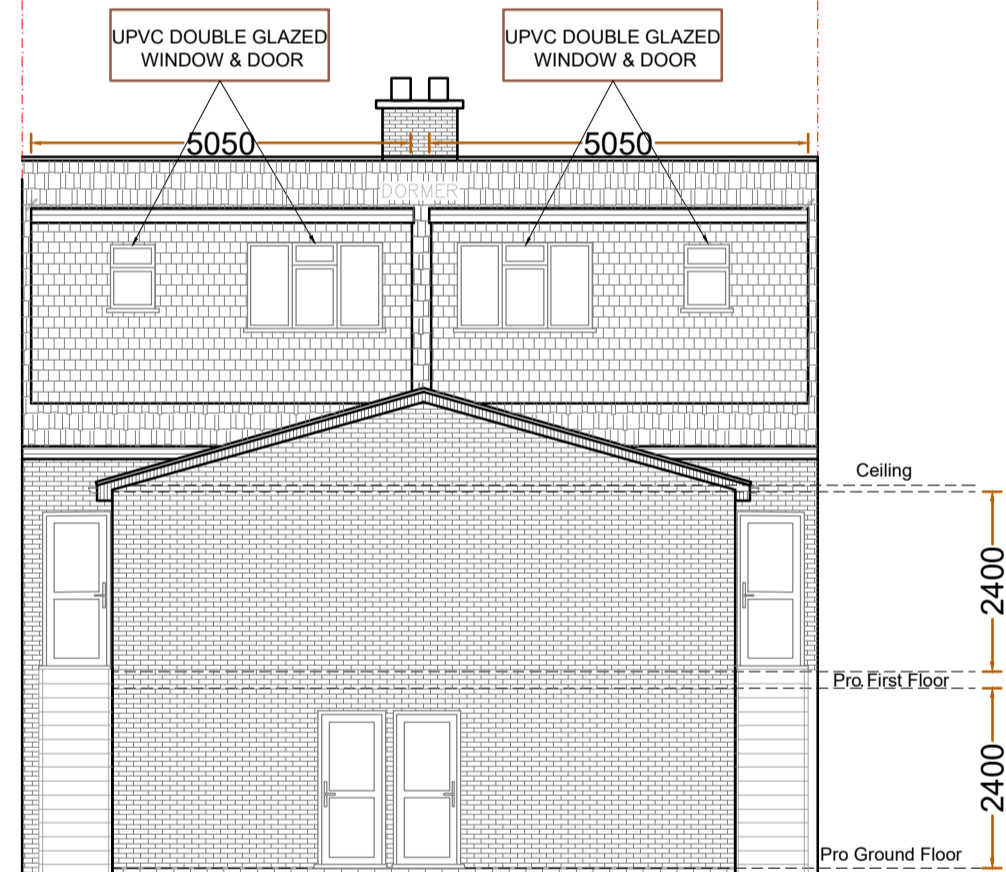 UPVC DOUBLE GLAZED
WINDOW & DOOR
UPVC DOUBLE GLAZED
WINDOW & DOOR
5050
5050
DORMER
Ceiling
2400
Pro First Floor
2400
Pro Ground Floor